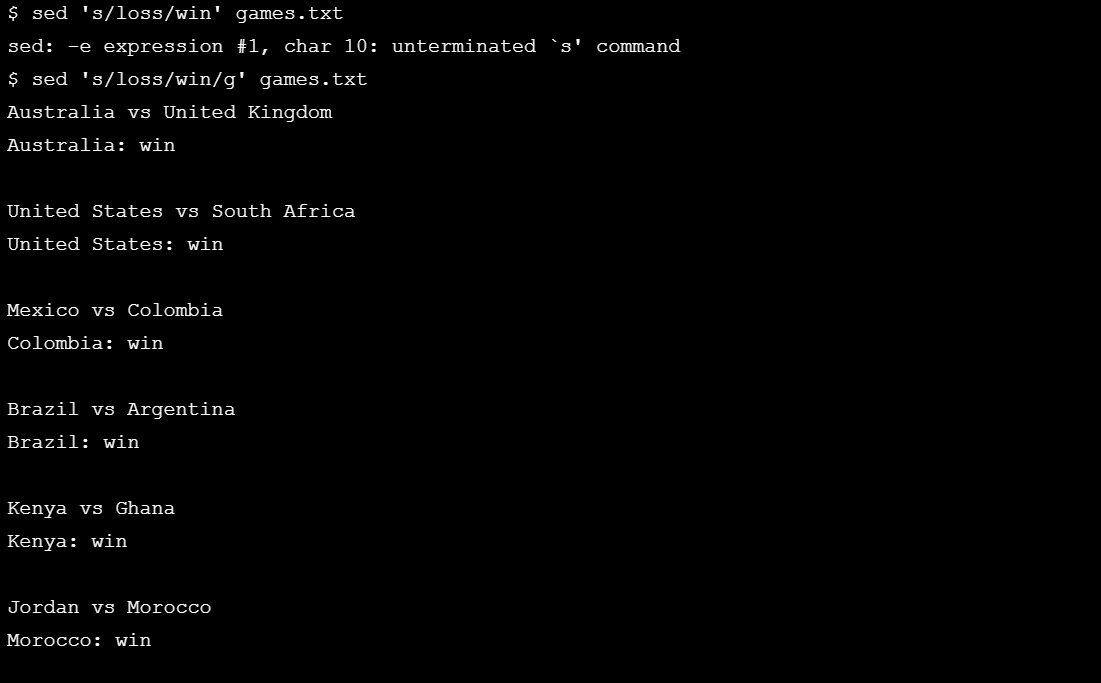 $ sed 's/loss/win' games.txt
sed: -e expression #1, char 10: unterminated `s' command
$ sed 's/loss/win/g' games.txt
Australia vs United Kingdom
Australia: win
United States vs South Africa
United States: win
Mexico vs Colombia
Colombia: win
Brazil vs Argentina
Brazil: win
Kenya vs Ghana
Kenya: win
Jordan vs Morocco
Morocco: win